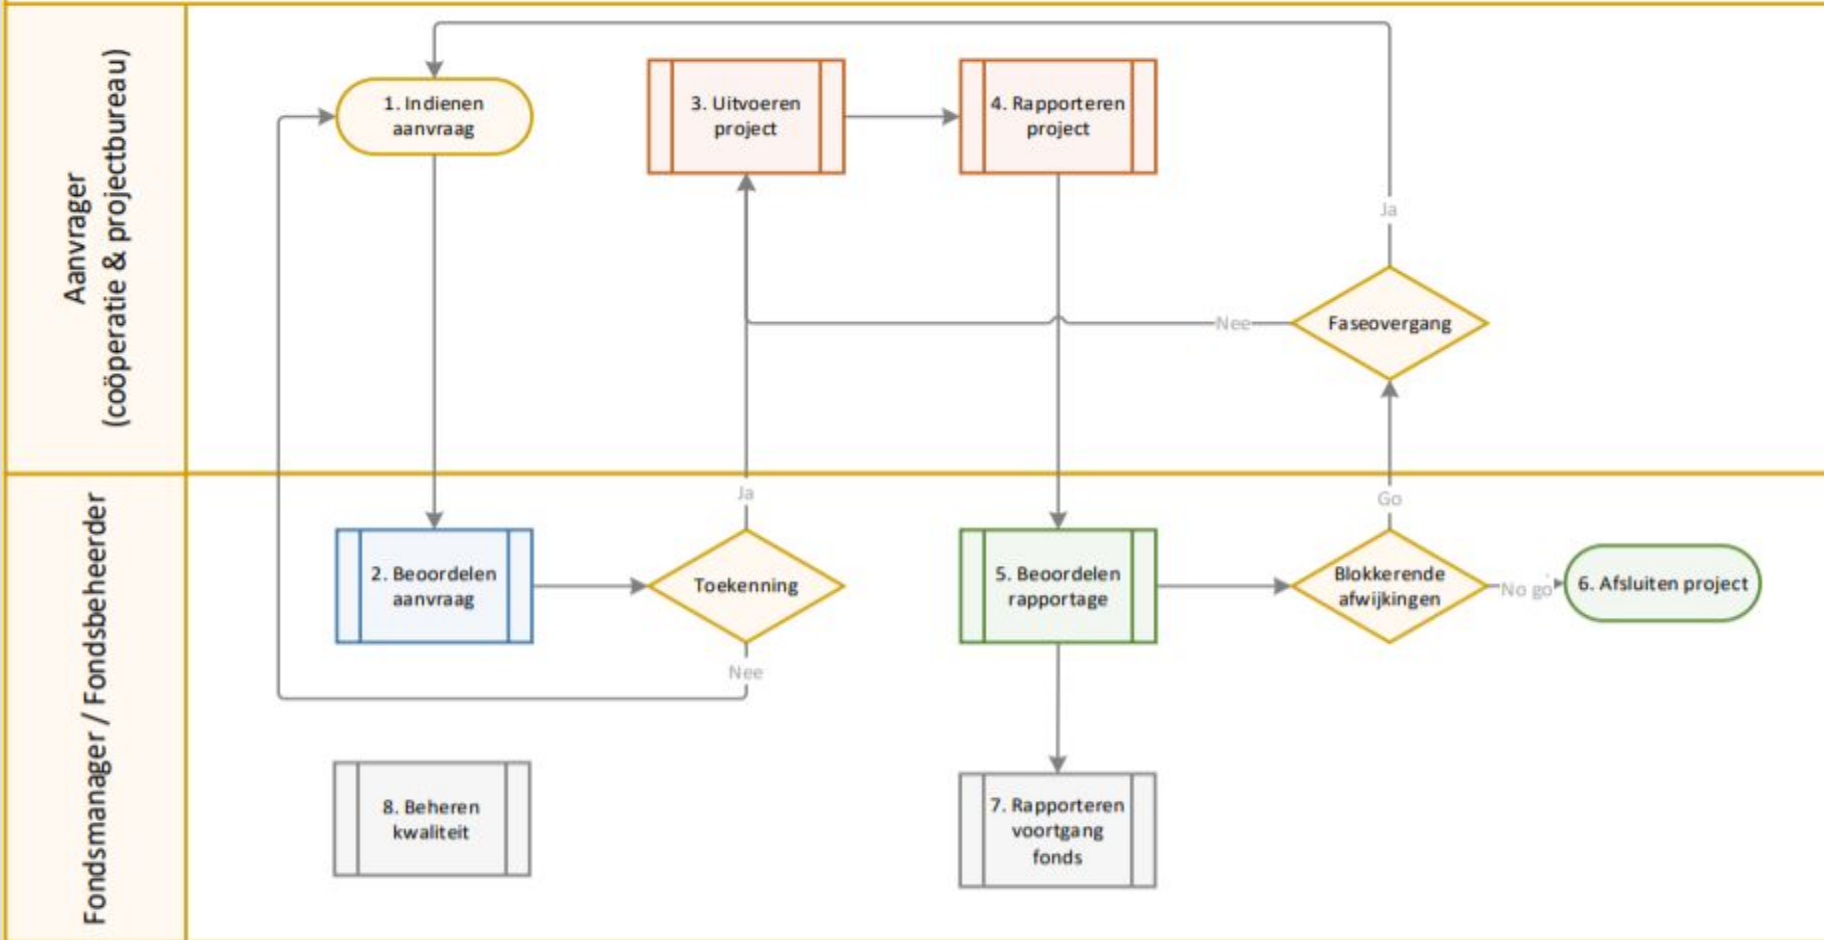 Aanvrager
(coöperatie & projectbureau)
1. Indienen
aanvraag
3. Uitvoeren
project
4. Rapporteren
project
Ja
Nee
Faseovergang
Fondsmanager / Fondsbeheerder
Ja
Go
2. Beoordelen
aanvraag
Toekenning
5. Beoordelen
rapportage
Blokkerende
afwijkingen
No go
6. Afsluiten project
Nee
8. Beheren
kwaliteit
7. Rapporteren
voortgang
fonds